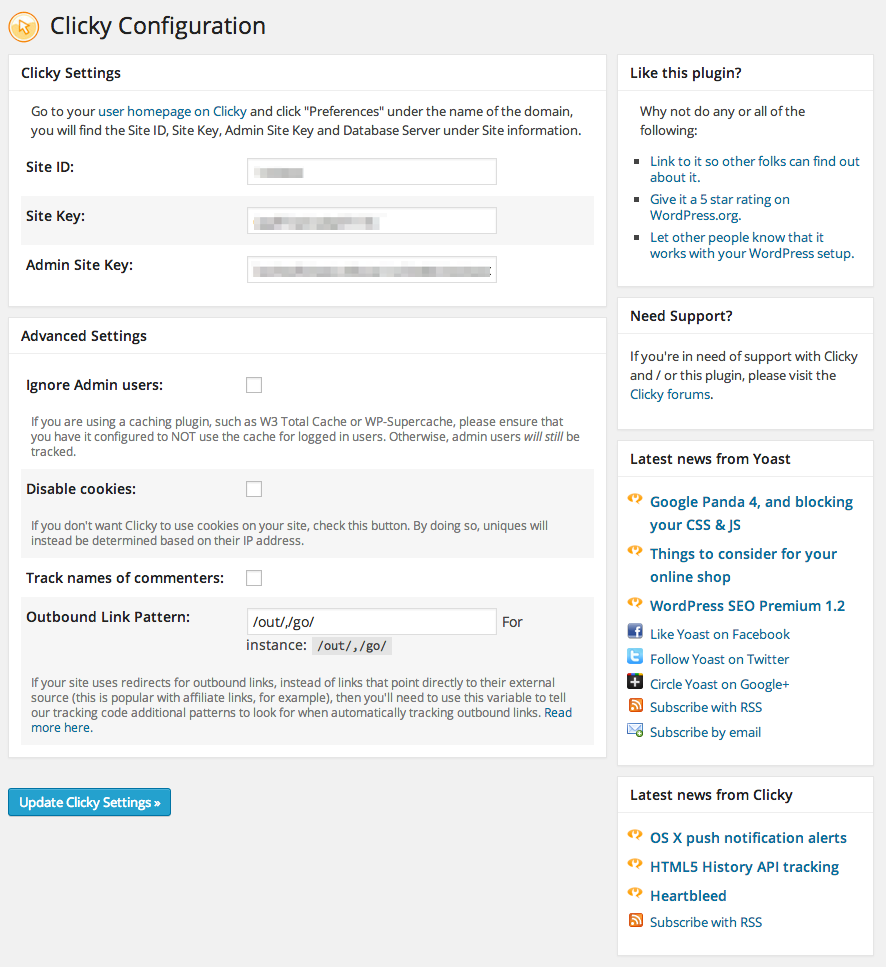 Clicky Configuration
Clicky Settings
Go to your user homepage on Clicky and click "Preferences" under the name of the domain,
you will find the Site ID, Site Key, Admin Site Key and Database Server under Site information.
Site ID:
Site Key:
Admin Site Key:
Advanced Settings
Ignore Admin users:
If you are using a caching plugin, such as W3 Total Cache or WP-Supercache, please ensure that
you have it configured to NOT use the cache for logged in users. Otherwise, admin users will still be
tracked.
Disable cookies:
If you don't want Clicky to use cookies on your site, check this button. By doing so, uniques will
instead be determined based on their IP address.
Track names of commenters:
Outbound Link Pattern: /out/,/go/ For
instance: /out/,/go/
If your site uses redirects for outbound links, instead of links that point directly to their external
source (this is popular with affiliate links, for example), then you'll need to use this variable to tell
our tracking code additional patterns to look for when automatically tracking outbound links. Read
more here.
Update Clicky Settings »
Like this plugin?
Why not do any or all of the
following:
Link to it so other folks can find out
about it.
Give it a 5 star rating on
WordPress.org.
Let other people know that it
works with your WordPress setup.
Need Support?
If you're in need of support with Clicky
and / or this plugin, please visit the
Clicky forums.
Latest news from Yoast
Google Panda 4, and blocking
your CSS & JS
Things to consider for your
online shop
WordPress SEO Premium 1.2
Like Yoast on Facebook
Follow Yoast on Twitter
Circle Yoast on Google+
Subscribe with RSS
Subscribe by email
Latest news from Clicky
OS X push notification alerts
HTML5 History API tracking
Heartbleed
Subscribe with RSS